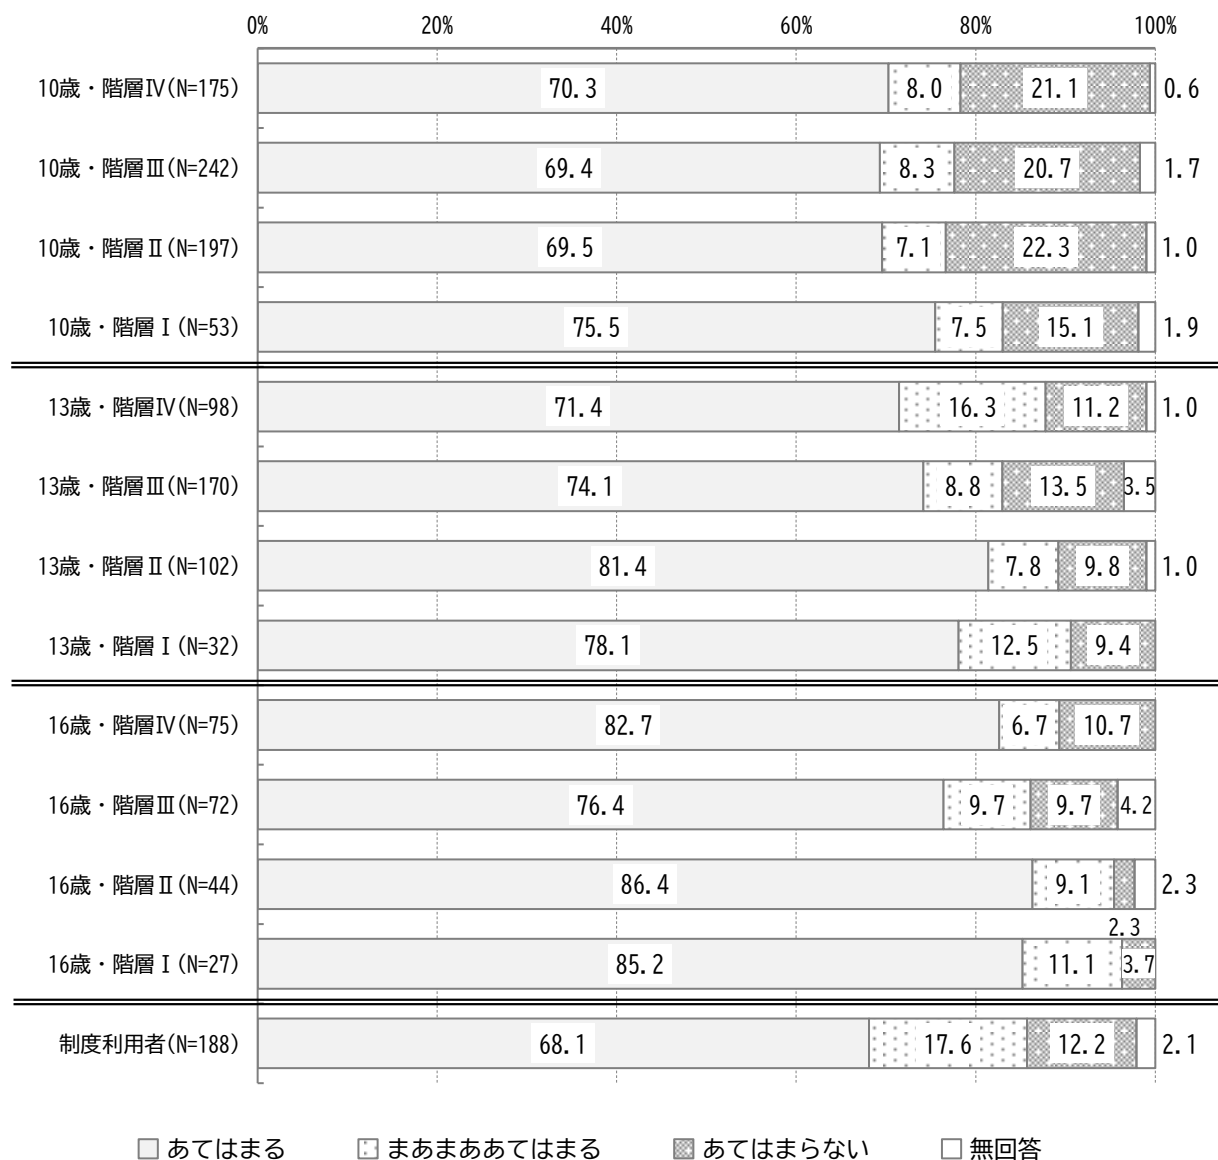 0% 20% 40% 60% 80% 100%
10歳・階層Ⅳ(N=175) 70.3 8.0 21.1 0.6
10歳・階層Ⅲ(N=242) 69.4 8.3 20.7 1.7
10歳・階層Ⅱ(N=197) 69.5 7.1 22.3 1.0
10歳・階層Ⅰ(N=53) 75.5 7.5 15.1 1.9
13歳・階層Ⅳ(N=98) 71.4 16.3 11.2 1.0
13歳・階層Ⅲ(N=170) 74.1 8.8 13.5 3.5
13歳・階層Ⅱ(N=102) 81.4 7.8 9.8 1.0
13歳・階層Ⅰ(N=32) 78.1 12.5 9.4
16歳・階層Ⅳ(N=75) 82.7 6.7 10.7
16歳・階層Ⅲ(N=72) 76.4 9.7 9.7 4.2
16歳・階層Ⅱ(N=44) 86.4 9.1 2.3
2.3
16歳・階層Ⅰ(N=27) 85.2 11.1 3.7
制度利用者(N=188) 68.1 17.6 12.2 2.1
あてはまる まあまああてはまる あてはまらない 無回答